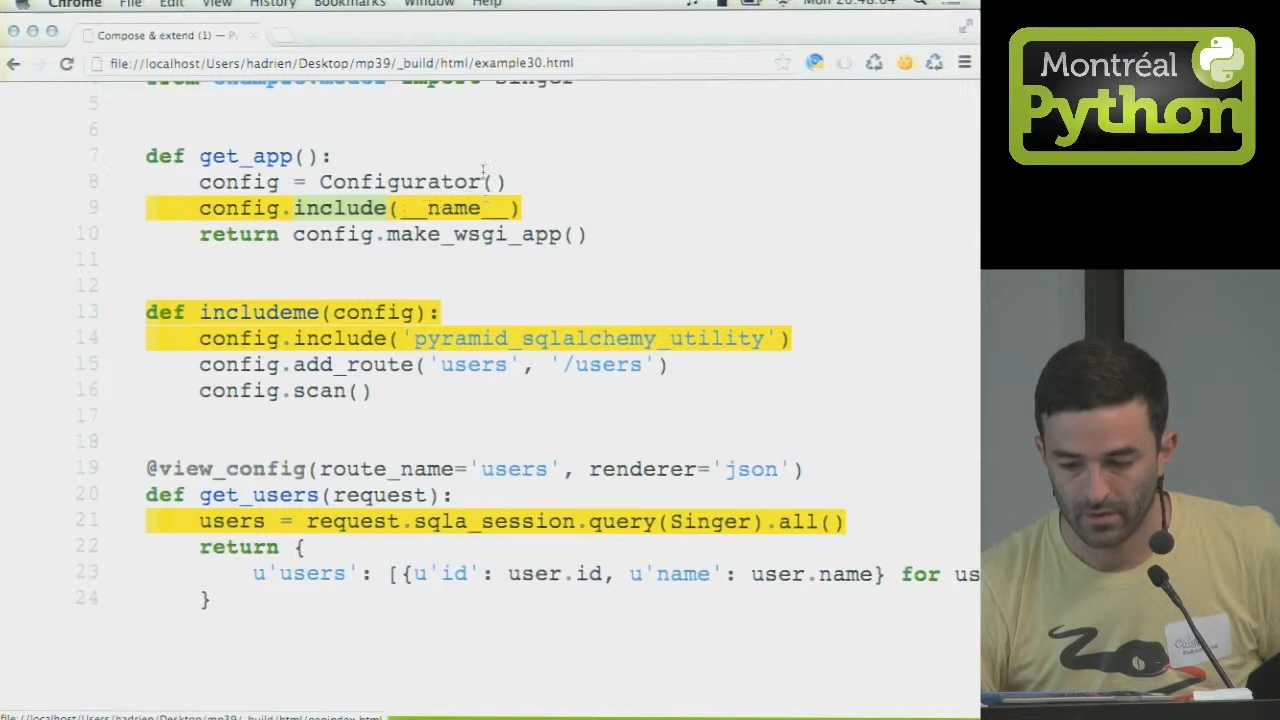 Chrome File Edit View History Bookmarks Window Help
Compose & extend (1) — P
file://localhost/Users/hadrien/Desktop/mp39/_build/html/example30.html
import Singer
5
6
7 def get_app():
8 config = Configurator()
9 config.include(__name__)
10 return config.make_wsgi_app()
11
12
13 def includeme(config):
14 config.include('pyramid_sqlalchemy_utility')
15 config.add_route('users', '/users')
16 config.scan()
17
18
19 @view_config(route_name='users', renderer='json')
20 def get_users(request):
21 users = request.sqla_session.query(Singer).all()
22 return {
23 u'users': [{u'id': user.id, u'name': user.name} for us
24 }
Montréal
Python